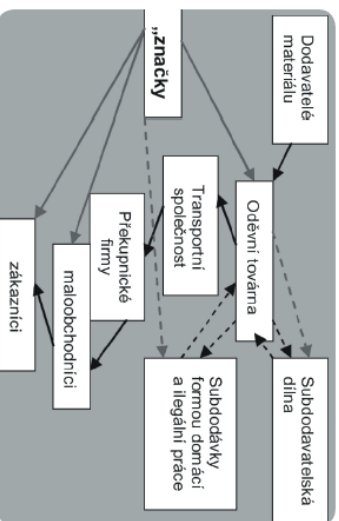 Dodavatelé
materiálu
„značky
Oděvní továrna
Subdodavatelská
dílna
Transportní
společnost
Překupnické
firmy
Subdodávky
formou domácí
a ilegální práce
maloobchodníci
zákazníci